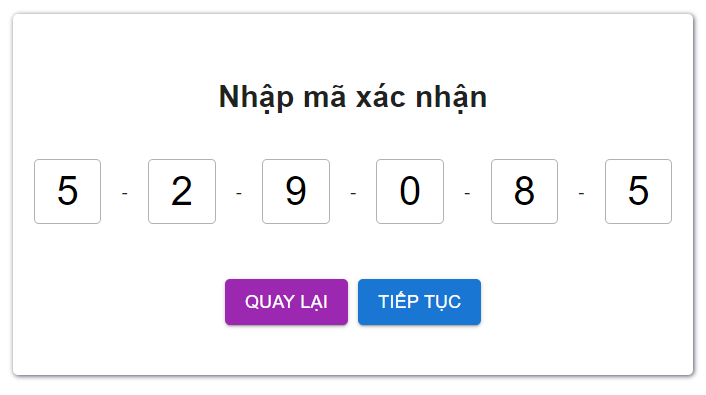 Nhập mã xác nhận
5 - 2 - 9 - 0 - 8 - 5
QUAY LẠI TIẾP TỤC